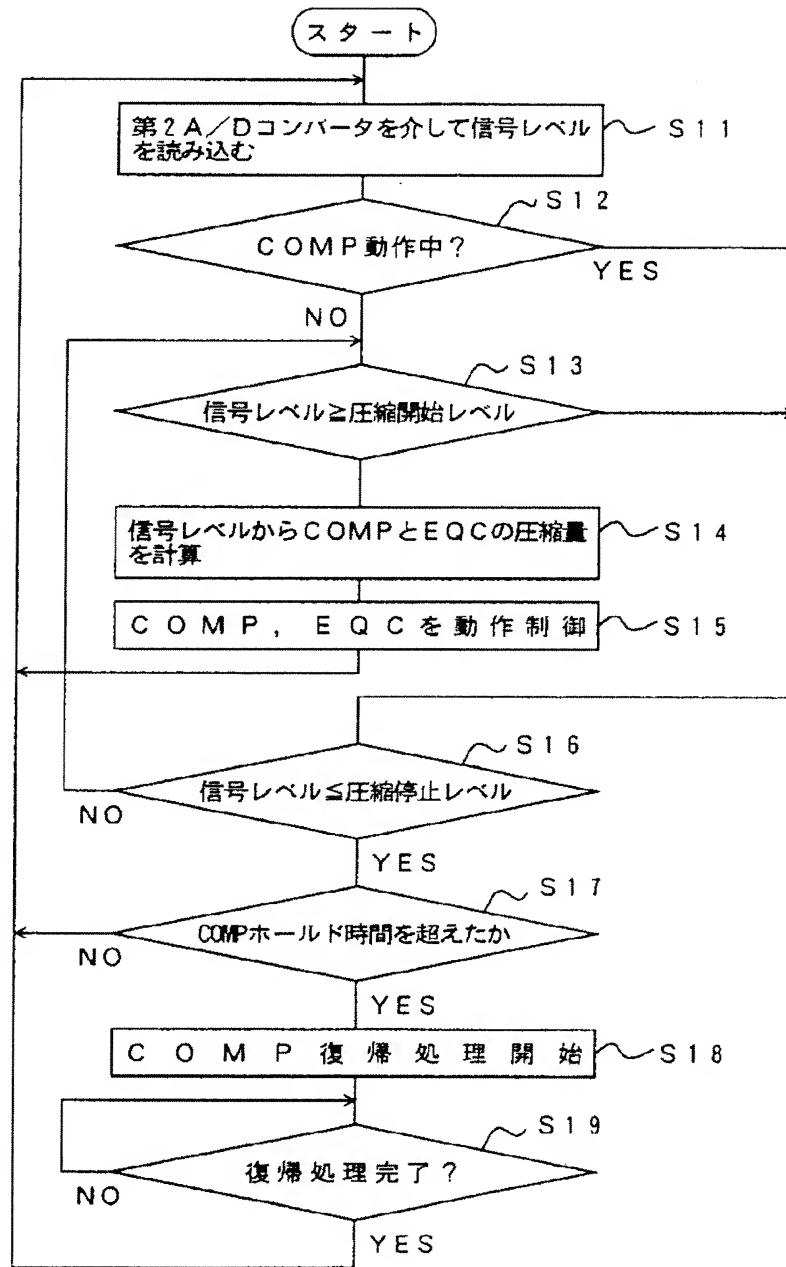 スタート
第2A/Dコンバータを介して信号レベル
を読み込む
S11
S12
COMP動作中?
YES
NO
S13
信号レベル≧圧縮開始レベル
信号レベルからCOMPとEQCの圧縮量
を計算
S14
COMP,EQCを動作制御
S15
S16
信号レベル≦圧縮停止レベル
NO
YES
S17
COMPホールド時間を超えたか
NO
YES
COMP復帰処理開始
S18
S19
復帰処理完了?
NO
YES